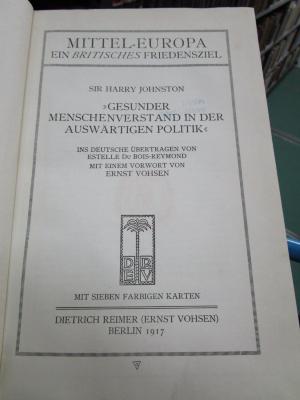 MITTEL-EUROPA
EIN BRITISCHES FRIEDENSZIEL
SIR HARRY JOHNSTON
»GESUNDER
MENSCHENVERSTAND IN DER
AUSWÄRTIGEN POLITIK«
INS DEUTSCHE ÜBERTRAGEN VON
ESTELLE DU BOIS-REYMOND
MIT EINEM VORWORT VON
ERNST VOHSEN
D R
E V
MIT SIEBEN FARBIGEN KARTEN
DIETRICH REIMER (ERNST VOHSEN)
BERLIN 1917